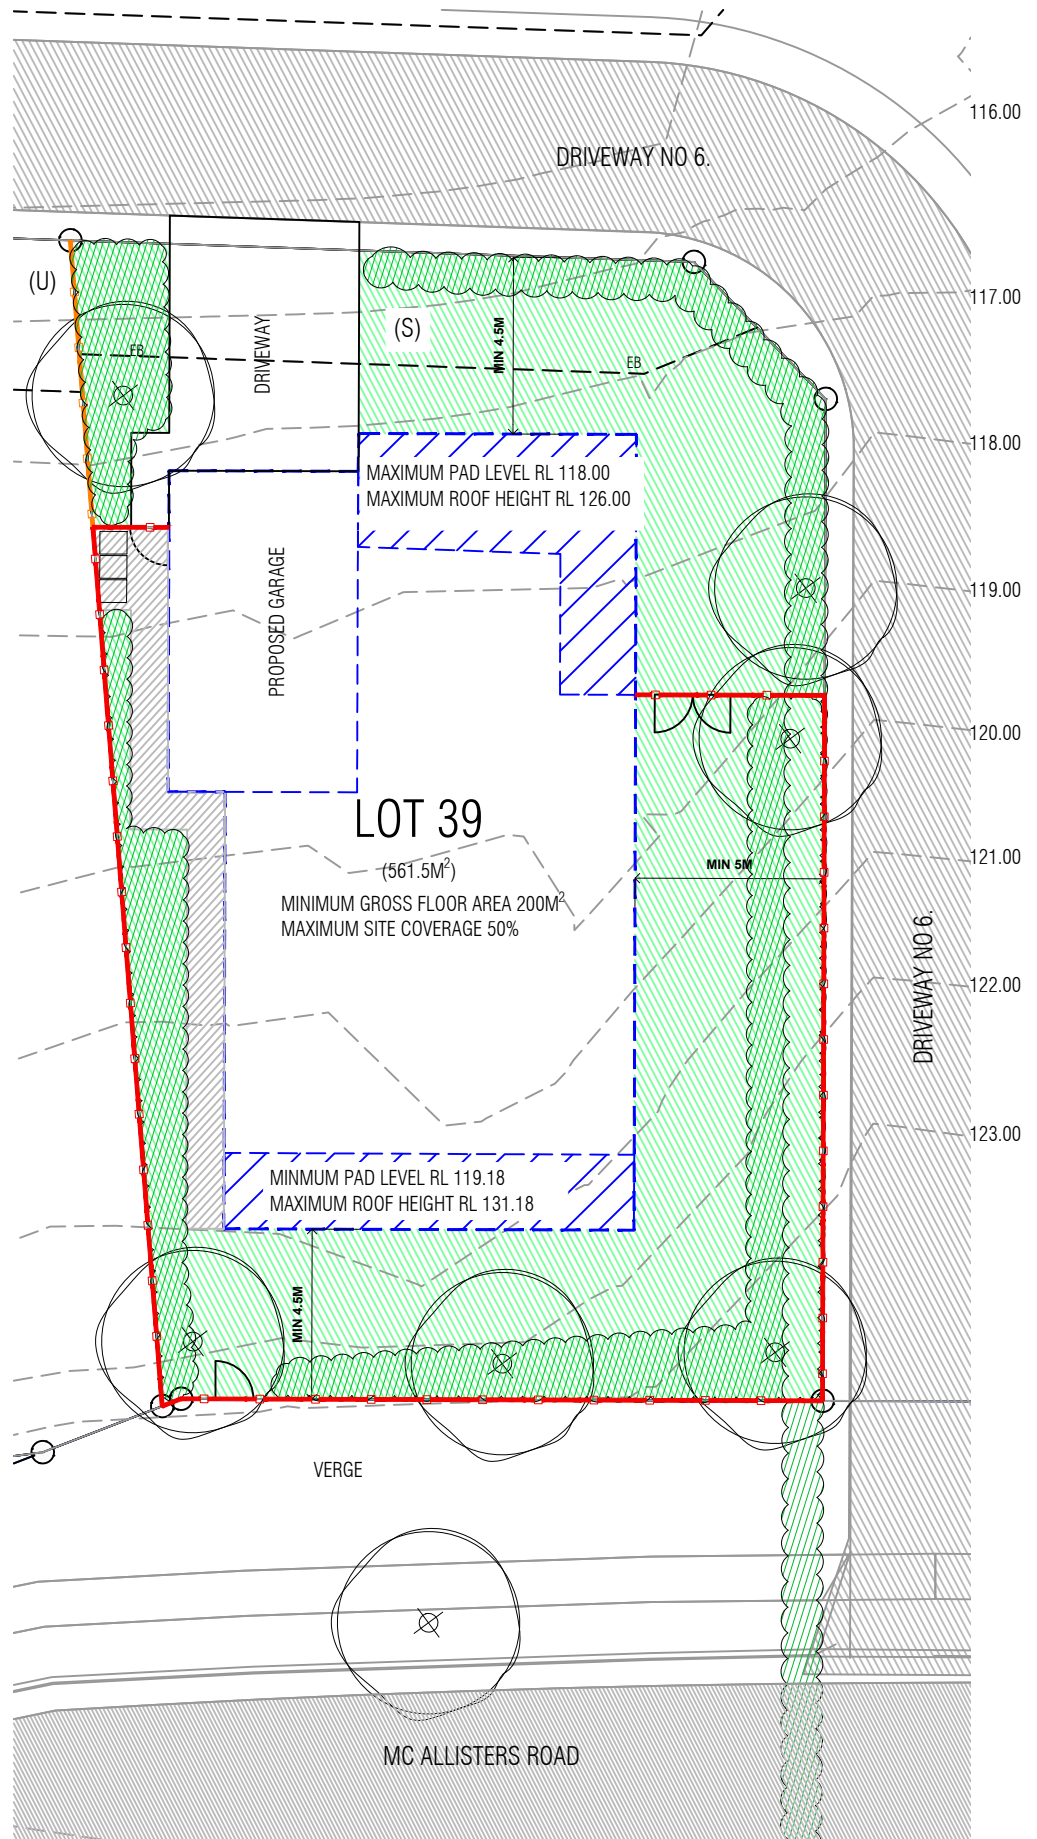 116.00
DRIVEWAY NO 6.
(U)
117.00
(S)
DRIVEWAY
MIN 4.5M
EB
EB
118.00
MAXIMUM PAD LEVEL RL 118.00
MAXIMUM ROOF HEIGHT RL 126.00
PROPOSED GARAGE
119.00
120.00
LOT 39
(561.5M²)
MIN 5M
121.00
MINIMUM GROSS FLOOR AREA 200M²
MAXIMUM SITE COVERAGE 50%
DRIVEWAY NO 6.
122.00
123.00
MINMUM PAD LEVEL RL 119.18
MAXIMUM ROOF HEIGHT RL 131.18
MIN 4.5M
VERGE
MC ALLISTERS ROAD